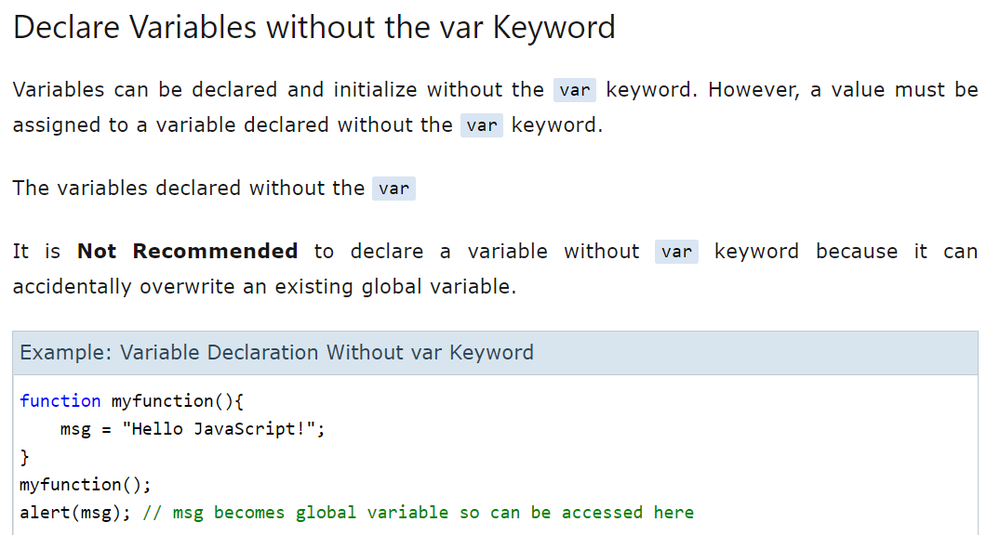 Declare Variables without the var Keyword
Variables can be declared and initialize without the var keyword. However, a value must be
assigned to a variable declared without the var keyword.
The variables declared without the var
It is Not Recommended to declare a variable without var keyword because it can
accidentally overwrite an existing global variable.
Example: Variable Declaration Without var Keyword
function myfunction(){
    msg = "Hello JavaScript!";
}
myfunction();
alert(msg); // msg becomes global variable so can be accessed here